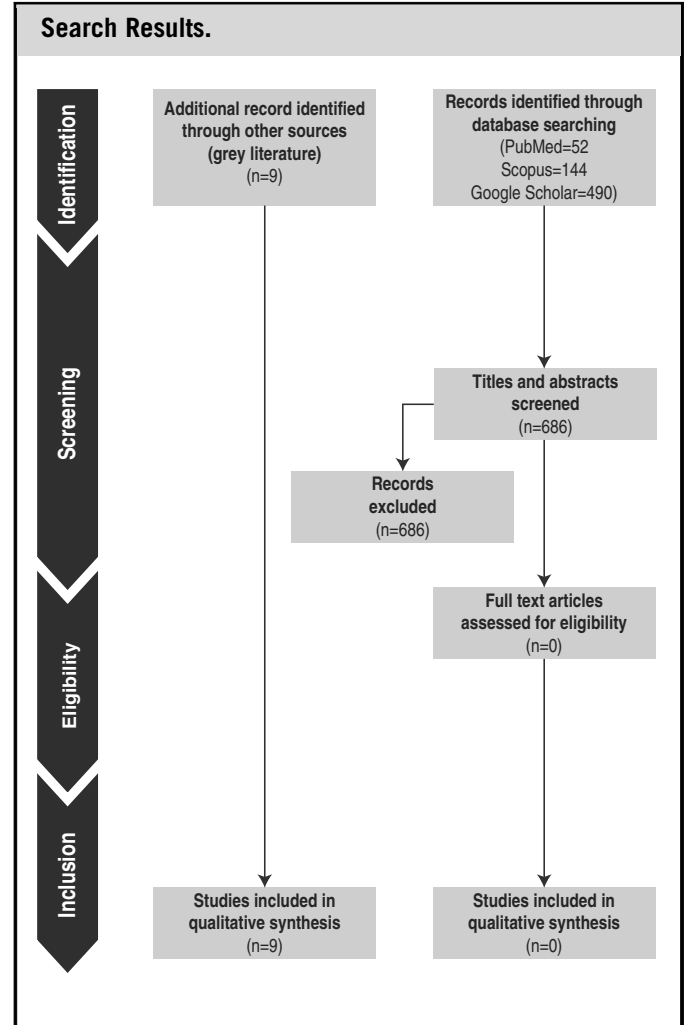 Search Results.
Identification
Additional record identified
through other sources
(grey literature)
(n=9)
Records identified through
database searching
(PubMed=52
Scopus=144
Google Scholar=490)
Screening
Titles and abstracts
screened
(n=686)
Records
excluded
(n=686)
Eligibility
Full text articles
assessed for eligibility
(n=0)
Inclusion
Studies included in
qualitative synthesis
(n=9)
Studies included in
qualitative synthesis
(n=0)